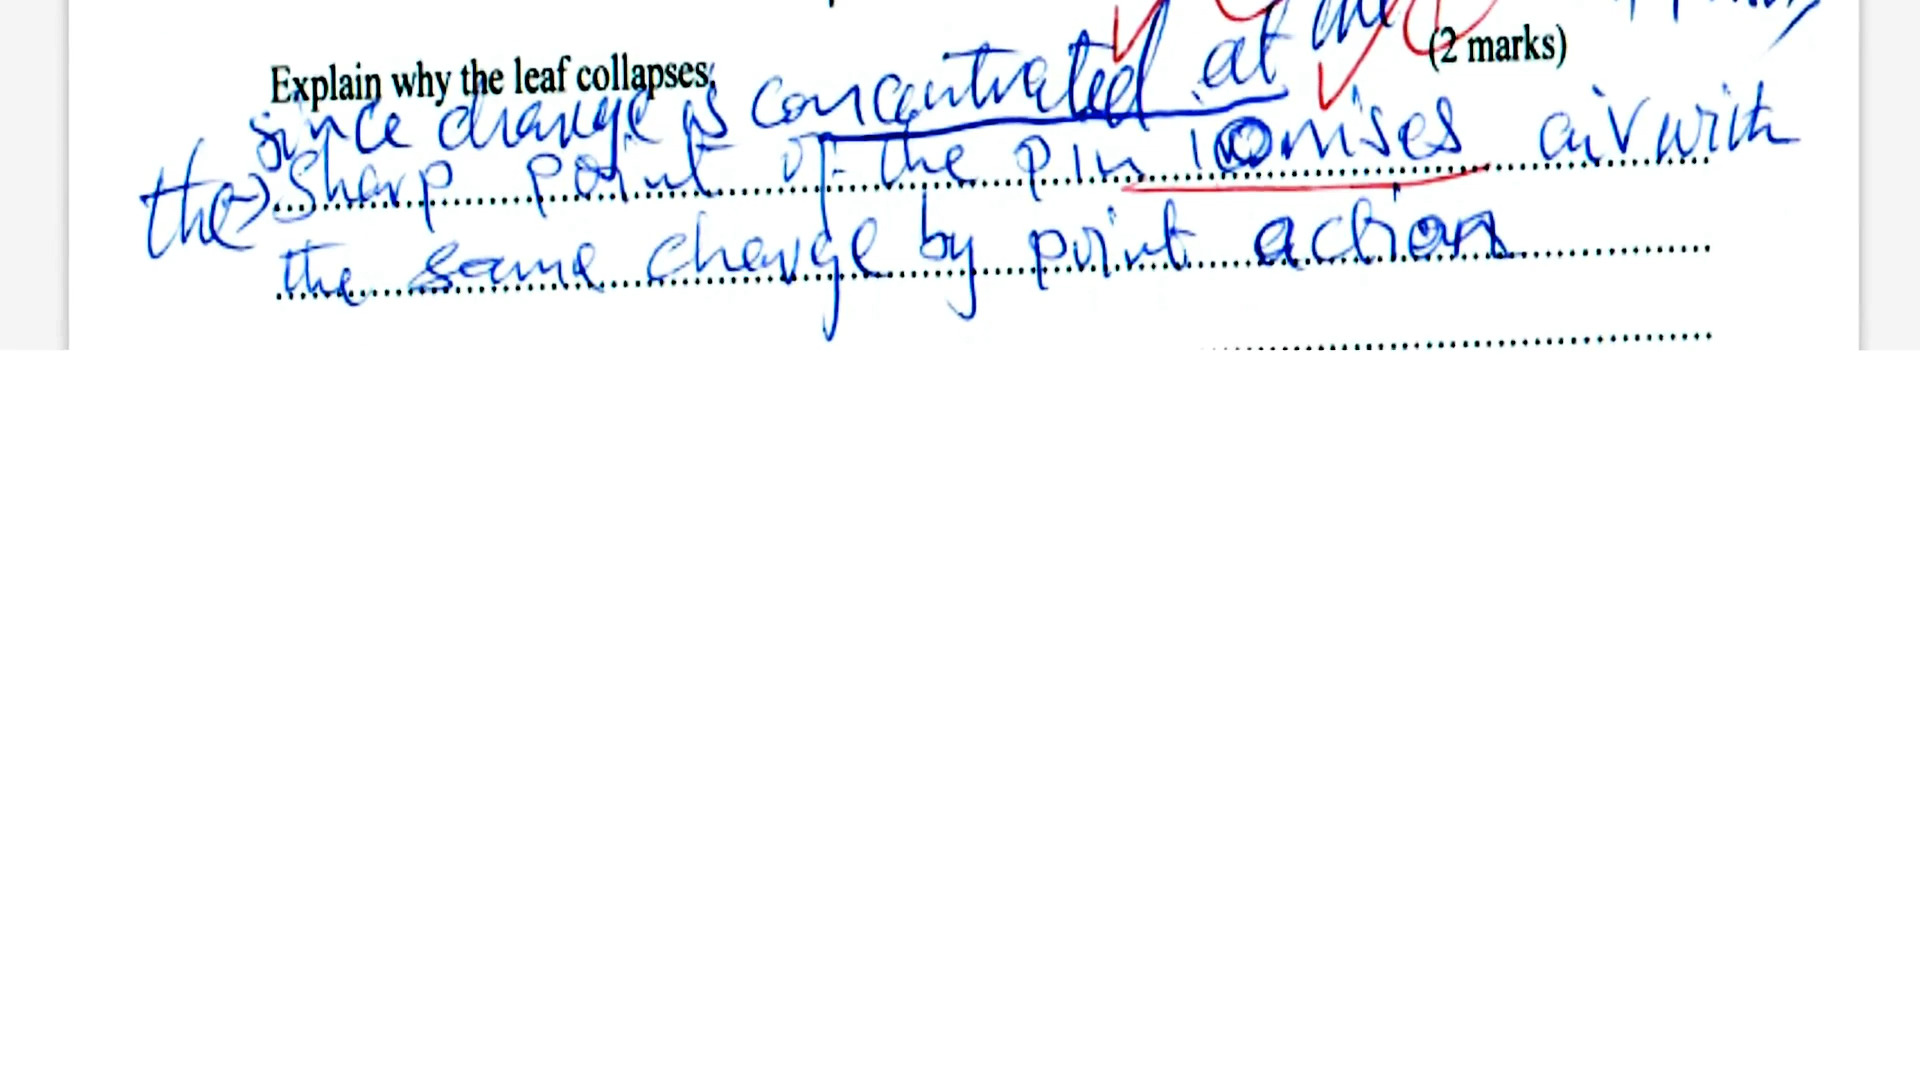 (2 marks)
Explain why the leaf collapses.
since charge is concentrated at the
the sharp point of the pin ionises air with
the same charge by point action